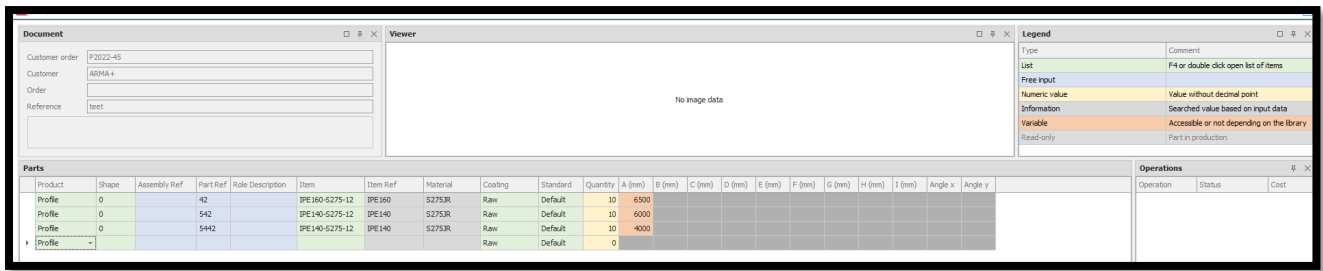 Document
Viewer
Legend
Customer order P2022-45
Customer ARMA+
Order
Reference teet
No image data
Type Comment
List F4 or double click open list of items
Free input
Numeric value Value without decimal point
Information Searched value based on input data
Variable Accessible or not depending on the library
Read-only Part in production
Parts
Product Shape Assembly Ref Part Ref Role Description Item Item Ref Material Coating Standard Quantity A (mm) B (mm) C (mm) D (mm) E (mm) F (mm) G (mm) H (mm) I (mm) Angle x Angle y
Profile 0 42 IPE160-S275-12 IPE160 S275JR Raw Default 10 6500
Profile 0 542 IPE140-S275-12 IPE140 S275JR Raw Default 10 6000
Profile 0 5442 IPE140-S275-12 IPE140 S275JR Raw Default 10 4000
Profile Raw Default 0
Operations
Operation Status Cost